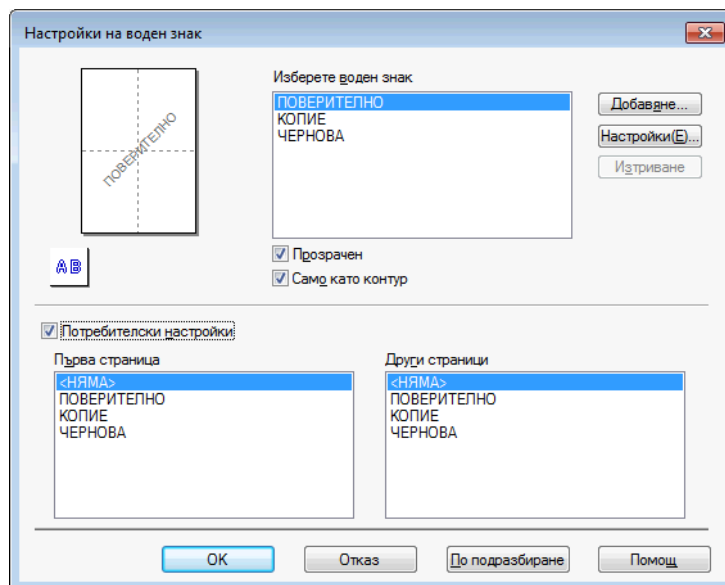 Настройки на воден знак
ПОВЕРИТЕЛНО
AB
Изберете воден знак
ПОВЕРИТЕЛНО
КОПИЕ
ЧЕРНОВА
Добавяне...
Настройки(E)...
Изтриване
Прозрачен
Само като контур
Потребителски настройки
Първа страница
<НЯМА>
ПОВЕРИТЕЛНО
КОПИЕ
ЧЕРНОВА
Други страници
<НЯМА>
ПОВЕРИТЕЛНО
КОПИЕ
ЧЕРНОВА
OK
Отказ
По подразбиране
Помощ